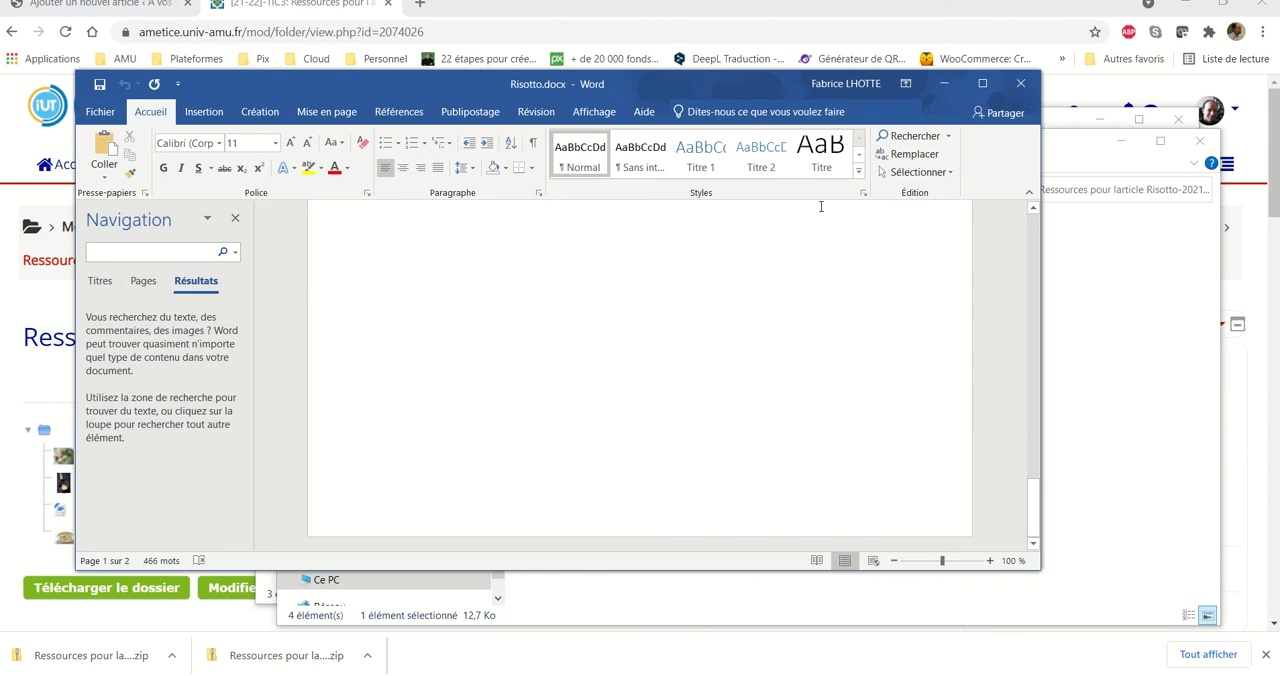 Ajouter un nouvel article ‹ A vos
[21-22]-TIC3: Ressources pour l'a
ametice.univ-amu.fr/mod/folder/view.php?id=2074026
Applications AMU Plateformes Pix Cloud Personnel 22 étapes pour crée... + de 20 000 fonds... DeepL Traduction -... Générateur de QR... WooCommerce: Cr... » Autres favoris Liste de lecture
Risotto.docx - Word
Fabrice LHOTTE
Fichier Accueil Insertion Création Mise en page Références Publipostage Révision Affichage Aide Dites-nous ce que vous voulez faire Partager
Coller
Calibri (Corp 11
AaBbCcDd AaBbCcDd AaBbCc AaBbCcC AaB
¶ Normal ¶ Sans int... Titre 1 Titre 2 Titre
Rechercher
Remplacer
Sélectionner
Presse-papiers Police Paragraphe Styles Édition
iUT
Acc
Ressources pour larticle Risotto-2021...
Navigation
Titres Pages Résultats
Vous recherchez du texte, des
commentaires, des images ? Word
peut trouver quasiment n'importe
quel type de contenu dans votre
document.
Utilisez la zone de recherche pour
trouver du texte, ou cliquez sur la
loupe pour rechercher tout autre
élément.
Ressour
Ress
Page 1 sur 2 466 mots
100 %
Télécharger le dossier Modifie
Ce PC
Réseau
4 élément(s) 1 élément sélectionné 12,7 Ko
Ressources pour la....zip
Ressources pour la....zip
Tout afficher